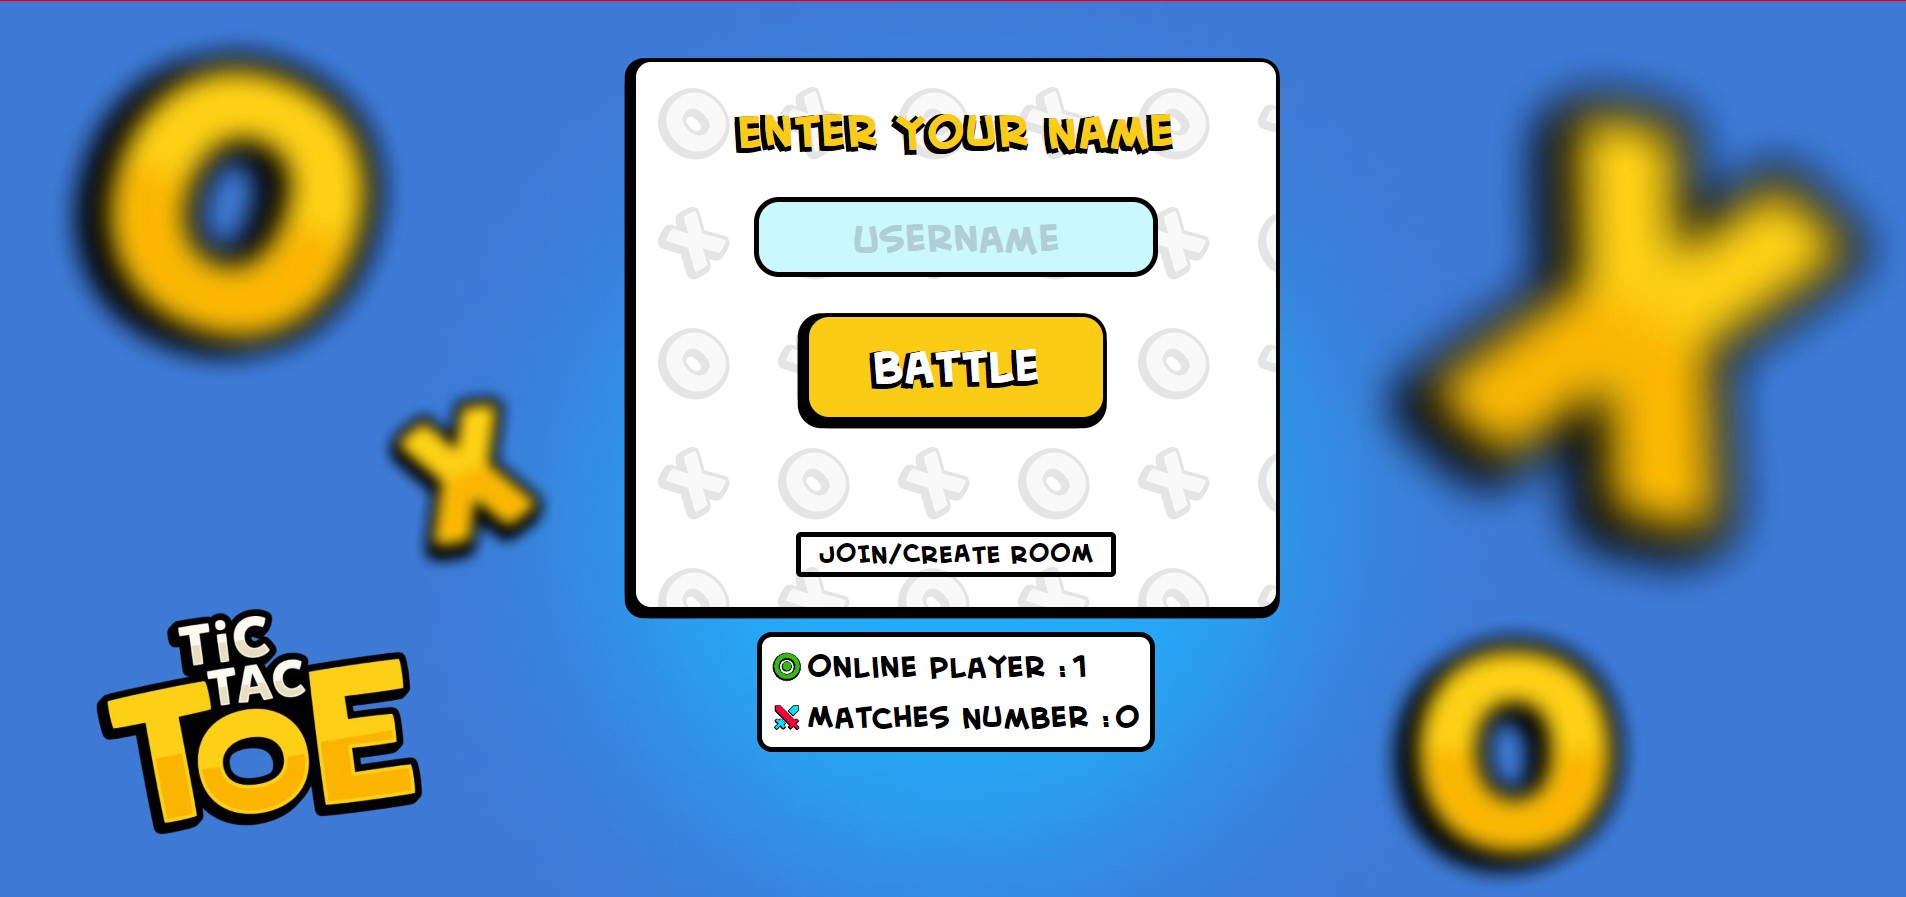 ENTER YOUR NAME
USERNAME
BATTLE
JOIN/CREATE ROOM
ONLINE PLAYER :1
MATCHES NUMBER :0
TiC
TAC
TOE